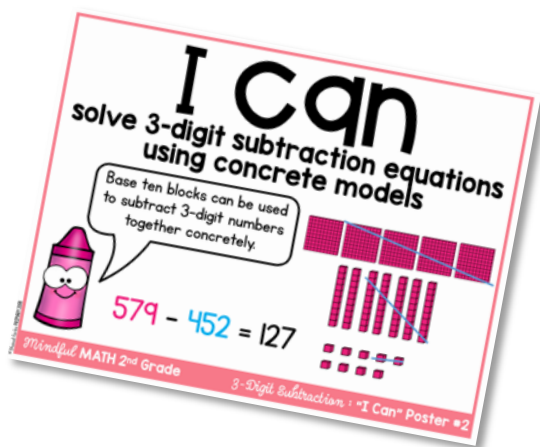 I can
solve 3-digit subtraction equations
using concrete models
Base ten blocks can be used
to subtract 3-digit numbers
together concretely.
579 - 452 = 127
Mindful MATH 2nd Grade
3-Digit Subtraction : "I Can" Poster #2